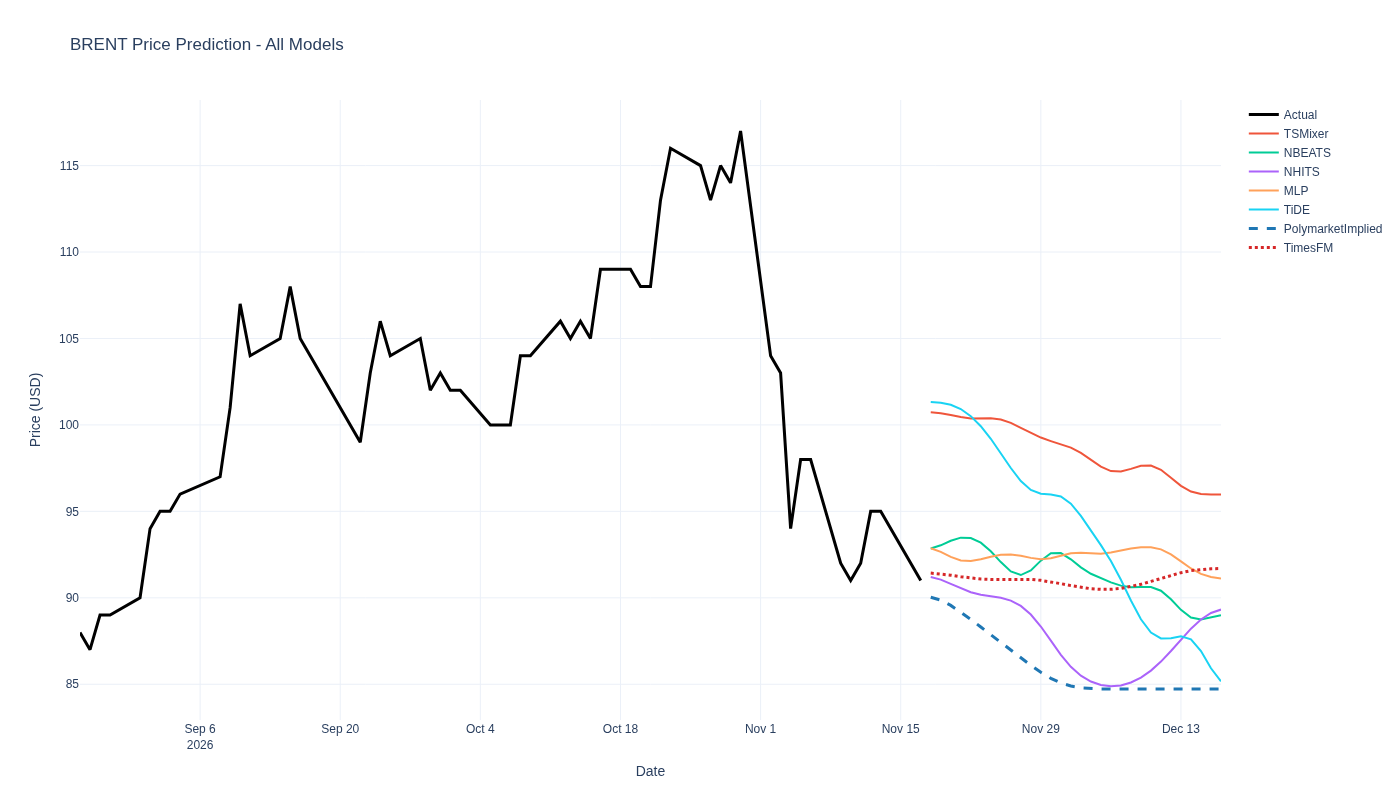 BRENT Price Prediction - All Models
Actual
TSMixer
NBEATS
NHITS
MLP
TiDE
PolymarketImplied
TimesFM
Price (USD)
115
110
105
100
95
90
85
Sep 6
2026
Sep 20
Oct 4
Oct 18
Nov 1
Nov 15
Nov 29
Dec 13
Date